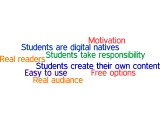 Motivation
Students are digital natives
Students take responsibility
Real readers
Students create their own content
Easy to use
Free options
Real audiance